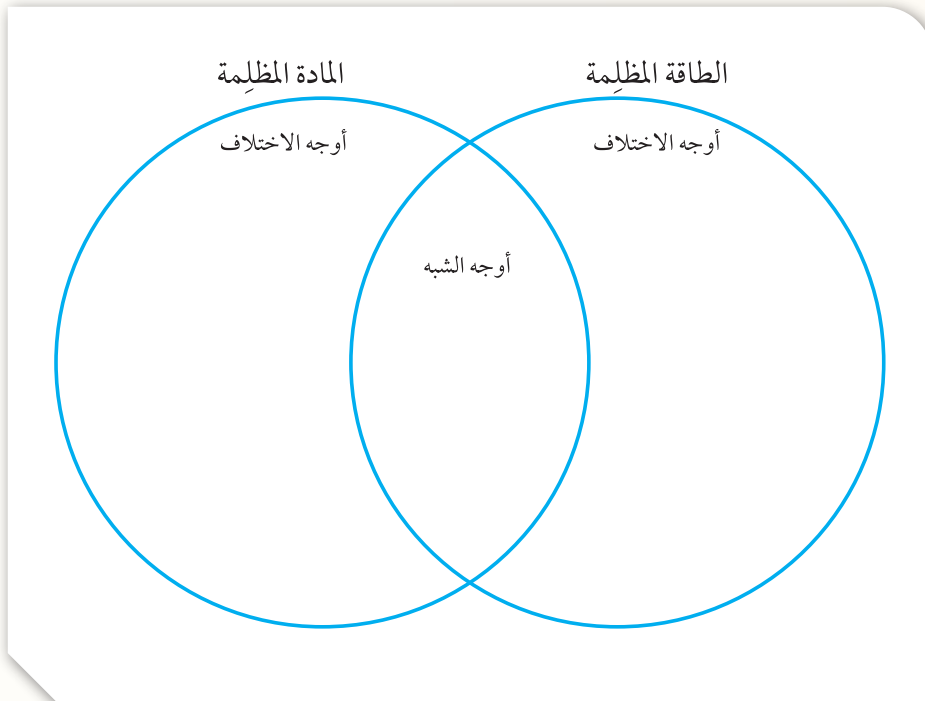 الطاقة المظلِمة
المادة المظلِمة
أوجه الاختلاف
أوجه الاختلاف
أوجه الشبه